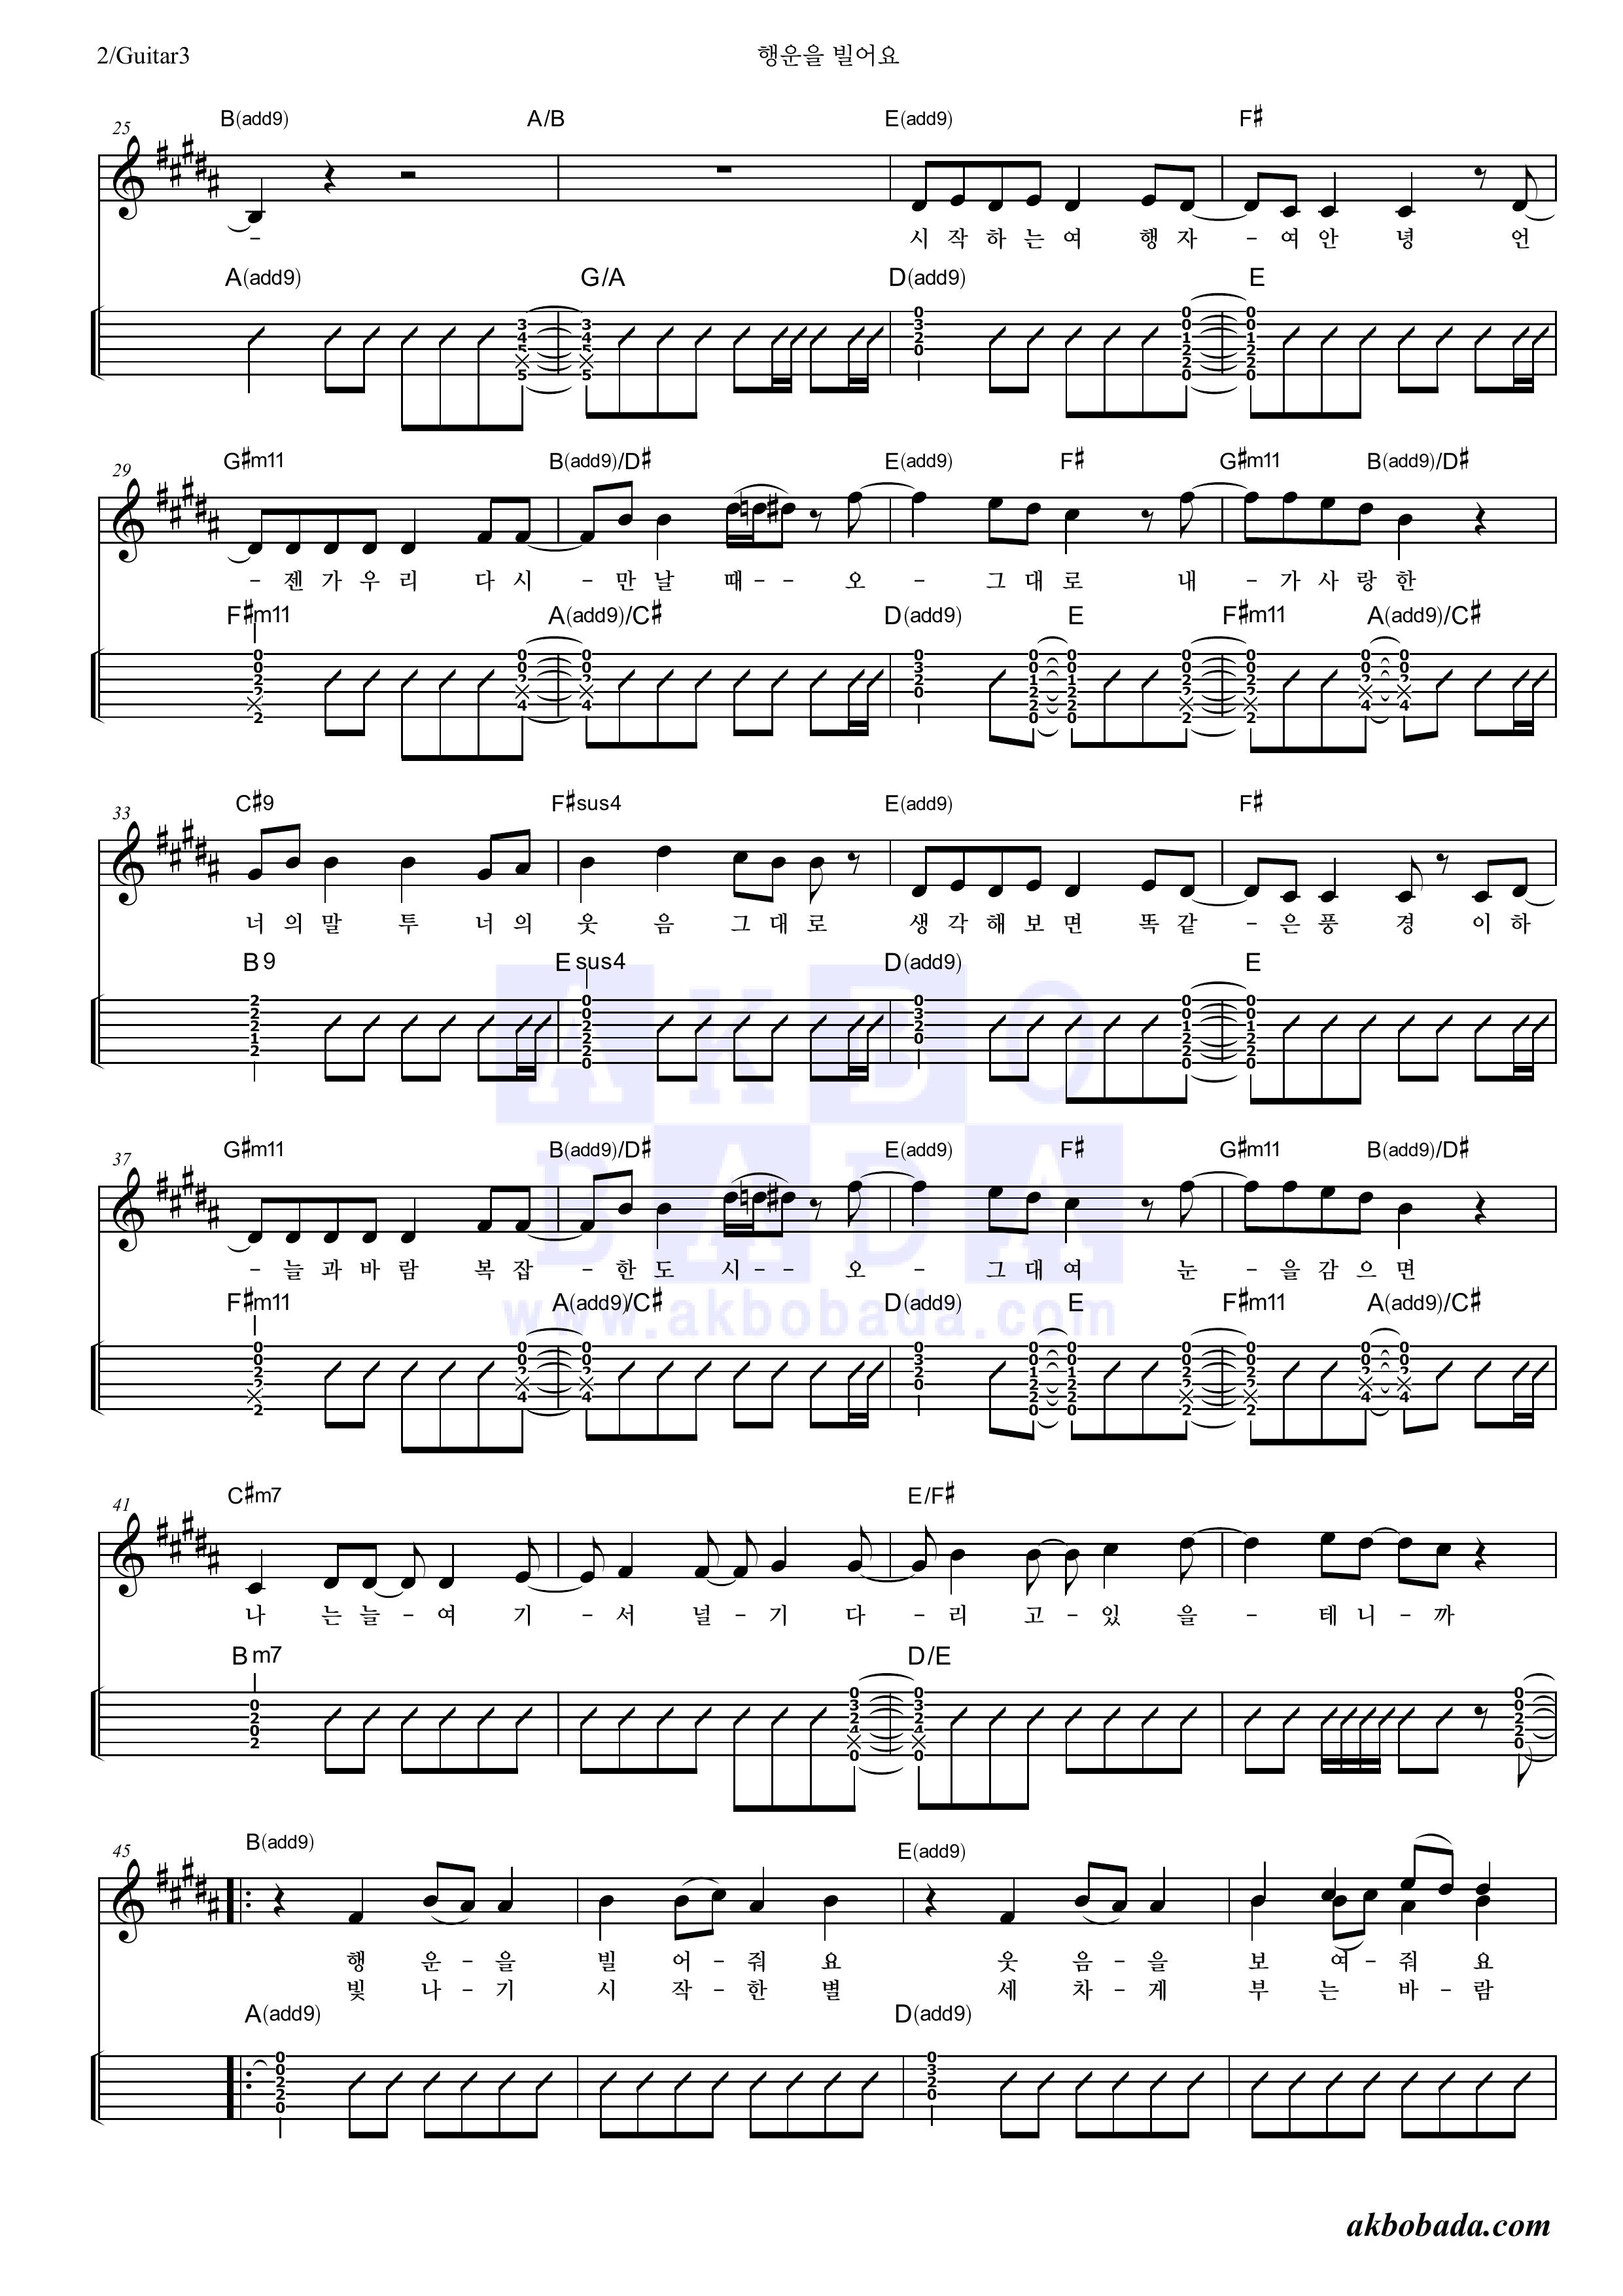 2/Guitar3
행운을 빌어요
25
B(add9) A/B E(add9) F#
- 시 작 하 는 여 행 자 - 여 안 녕 언
A(add9) G/A D(add9) E
29
G#m11 B(add9)/D# E(add9) F# G#m11 B(add9)/D#
- 젠 가 우 리 다 시 - 만 날 때 - - 오 - 그 대 로 내 - 가 사 랑 한
F#m11 A(add9)/C# D(add9) E F#m11 A(add9)/C#
33
C#9 F#sus4 E(add9) F#
너 의 말 투 너 의 웃 음 그 대 로 생 각 해 보 면 똑 같 - 은 풍 경 이 하
B9 Esus4 D(add9) E
37
G#m11 B(add9)/D# E(add9) F# G#m11 B(add9)/D#
- 늘 과 바 람 복 잡 - 한 도 시 - - 오 - 그 대 여 눈 - 을 감 으 면
F#m11 A(add9)/C# D(add9) E F#m11 A(add9)/C#
AKBO
BADA
www.akbobada.com
41
C#m7 E/F#
나 는 늘 - 여 기 - 서 널 - 기 다 - 리 고 - 있 을 - 테 니 - 까
Bm7 D/E
45
B(add9) E(add9)
행 운 - 을 빌 어 - 줘 요 웃 음 - 을 보 여 - 줘 요
빛 나 - 기 시 작 - 한 별 세 차 - 게 부 는 바 - 람
A(add9) D(add9)
akbobada.com